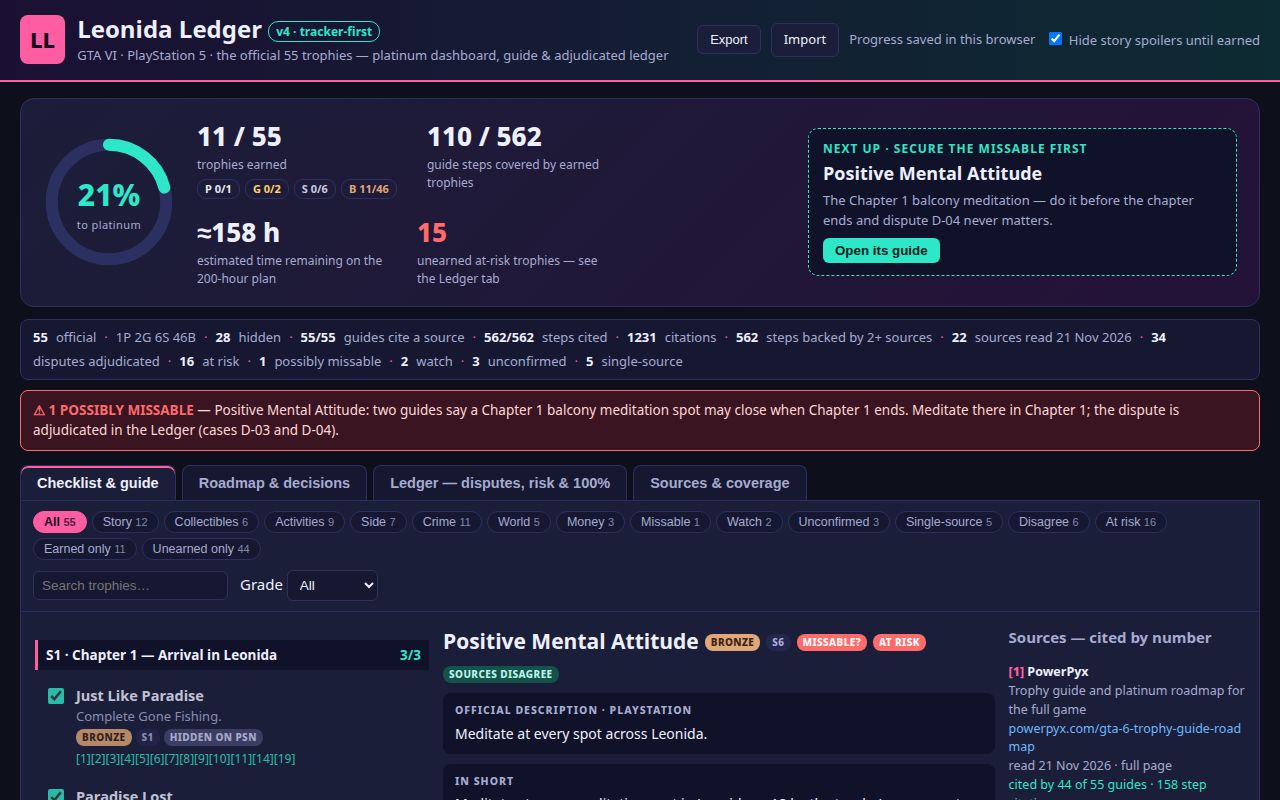 LL
Leonida Ledger v4 · tracker-first
GTA VI · PlayStation 5 · the official 55 trophies — platinum dashboard, guide & adjudicated ledger
Export
Import
Progress saved in this browser
Hide story spoilers until earned
21%
to platinum
11 / 55
trophies earned
P 0/1 G 0/2 S 0/6 B 11/46
110 / 562
guide steps covered by earned
trophies
≈158 h
estimated time remaining on the
200-hour plan
15
unearned at-risk trophies — see
the Ledger tab
NEXT UP · SECURE THE MISSABLE FIRST
Positive Mental Attitude
The Chapter 1 balcony meditation — do it before the chapter
ends and dispute D-04 never matters.
Open its guide
55 official · 1P 2G 6S 46B · 28 hidden · 55/55 guides cite a source · 562/562 steps cited · 1231 citations · 562 steps backed by 2+ sources · 22 sources read 21 Nov 2026 · 34
disputes adjudicated · 16 at risk · 1 possibly missable · 2 watch · 3 unconfirmed · 5 single-source
⚠ 1 POSSIBLY MISSABLE — Positive Mental Attitude: two guides say a Chapter 1 balcony meditation spot may close when Chapter 1 ends. Meditate there in Chapter 1; the dispute is
adjudicated in the Ledger (cases D-03 and D-04).
Checklist & guide
Roadmap & decisions
Ledger — disputes, risk & 100%
Sources & coverage
All 55 Story 12 Collectibles 6 Activities 9 Side 7 Crime 11 World 5 Money 3 Missable 1 Watch 2 Unconfirmed 3 Single-source 5 Disagree 6 At risk 16
Earned only 11 Unearned only 44
Search trophies…
Grade All
S1 · Chapter 1 — Arrival in Leonida 3/3
Just Like Paradise
Complete Gone Fishing.
BRONZE S1 HIDDEN ON PSN
[1][2][3][4][5][6][7][8][9][10][11][14][19]
Paradise Lost
Positive Mental Attitude BRONZE S6 MISSABLE? AT RISK
SOURCES DISAGREE
OFFICIAL DESCRIPTION · PLAYSTATION
Meditate at every spot across Leonida.
IN SHORT
Sources — cited by number
[1] PowerPyx
Trophy guide and platinum roadmap for
the full game
powerpyx.com/gta-6-trophy-guide-road
map
read 21 Nov 2026 · full page
cited by 44 of 55 guides · 158 step